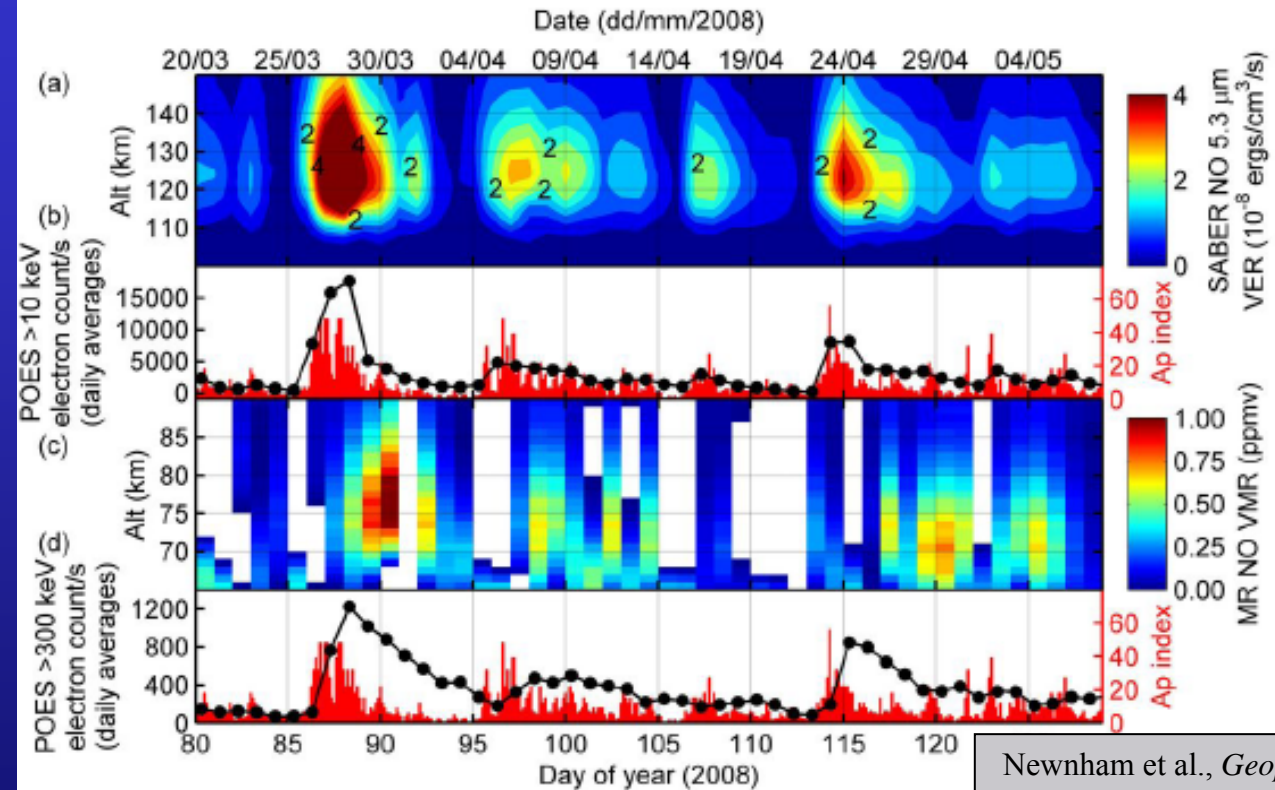 Date (dd/mm/2008)
20/03 25/03 30/03 04/04 09/04 14/04 19/04 24/04 29/04 04/05
(a)
Alt (km)
140
130
120
110
2 4 2 4 2 2 2 2 2 2 2 2 2 2
4
2
0
SABER NO 5.3 μm
VER (10⁻⁸ ergs/cm³/s)
(b)
POES >10 keV
electron count/s
(daily averages)
15000
10000
5000
0
60
40
20
0
Ap index
(c)
Alt (km)
85
80
75
70
1.00
0.75
0.50
0.25
0.00
MR NO VMR (ppmv)
(d)
POES >300 keV
electron count/s
(daily averages)
1200
800
400
0
60
40
20
0
Ap index
80 85 90 95 100 105 110 115 120
Day of year (2008)
Newnham et al.,